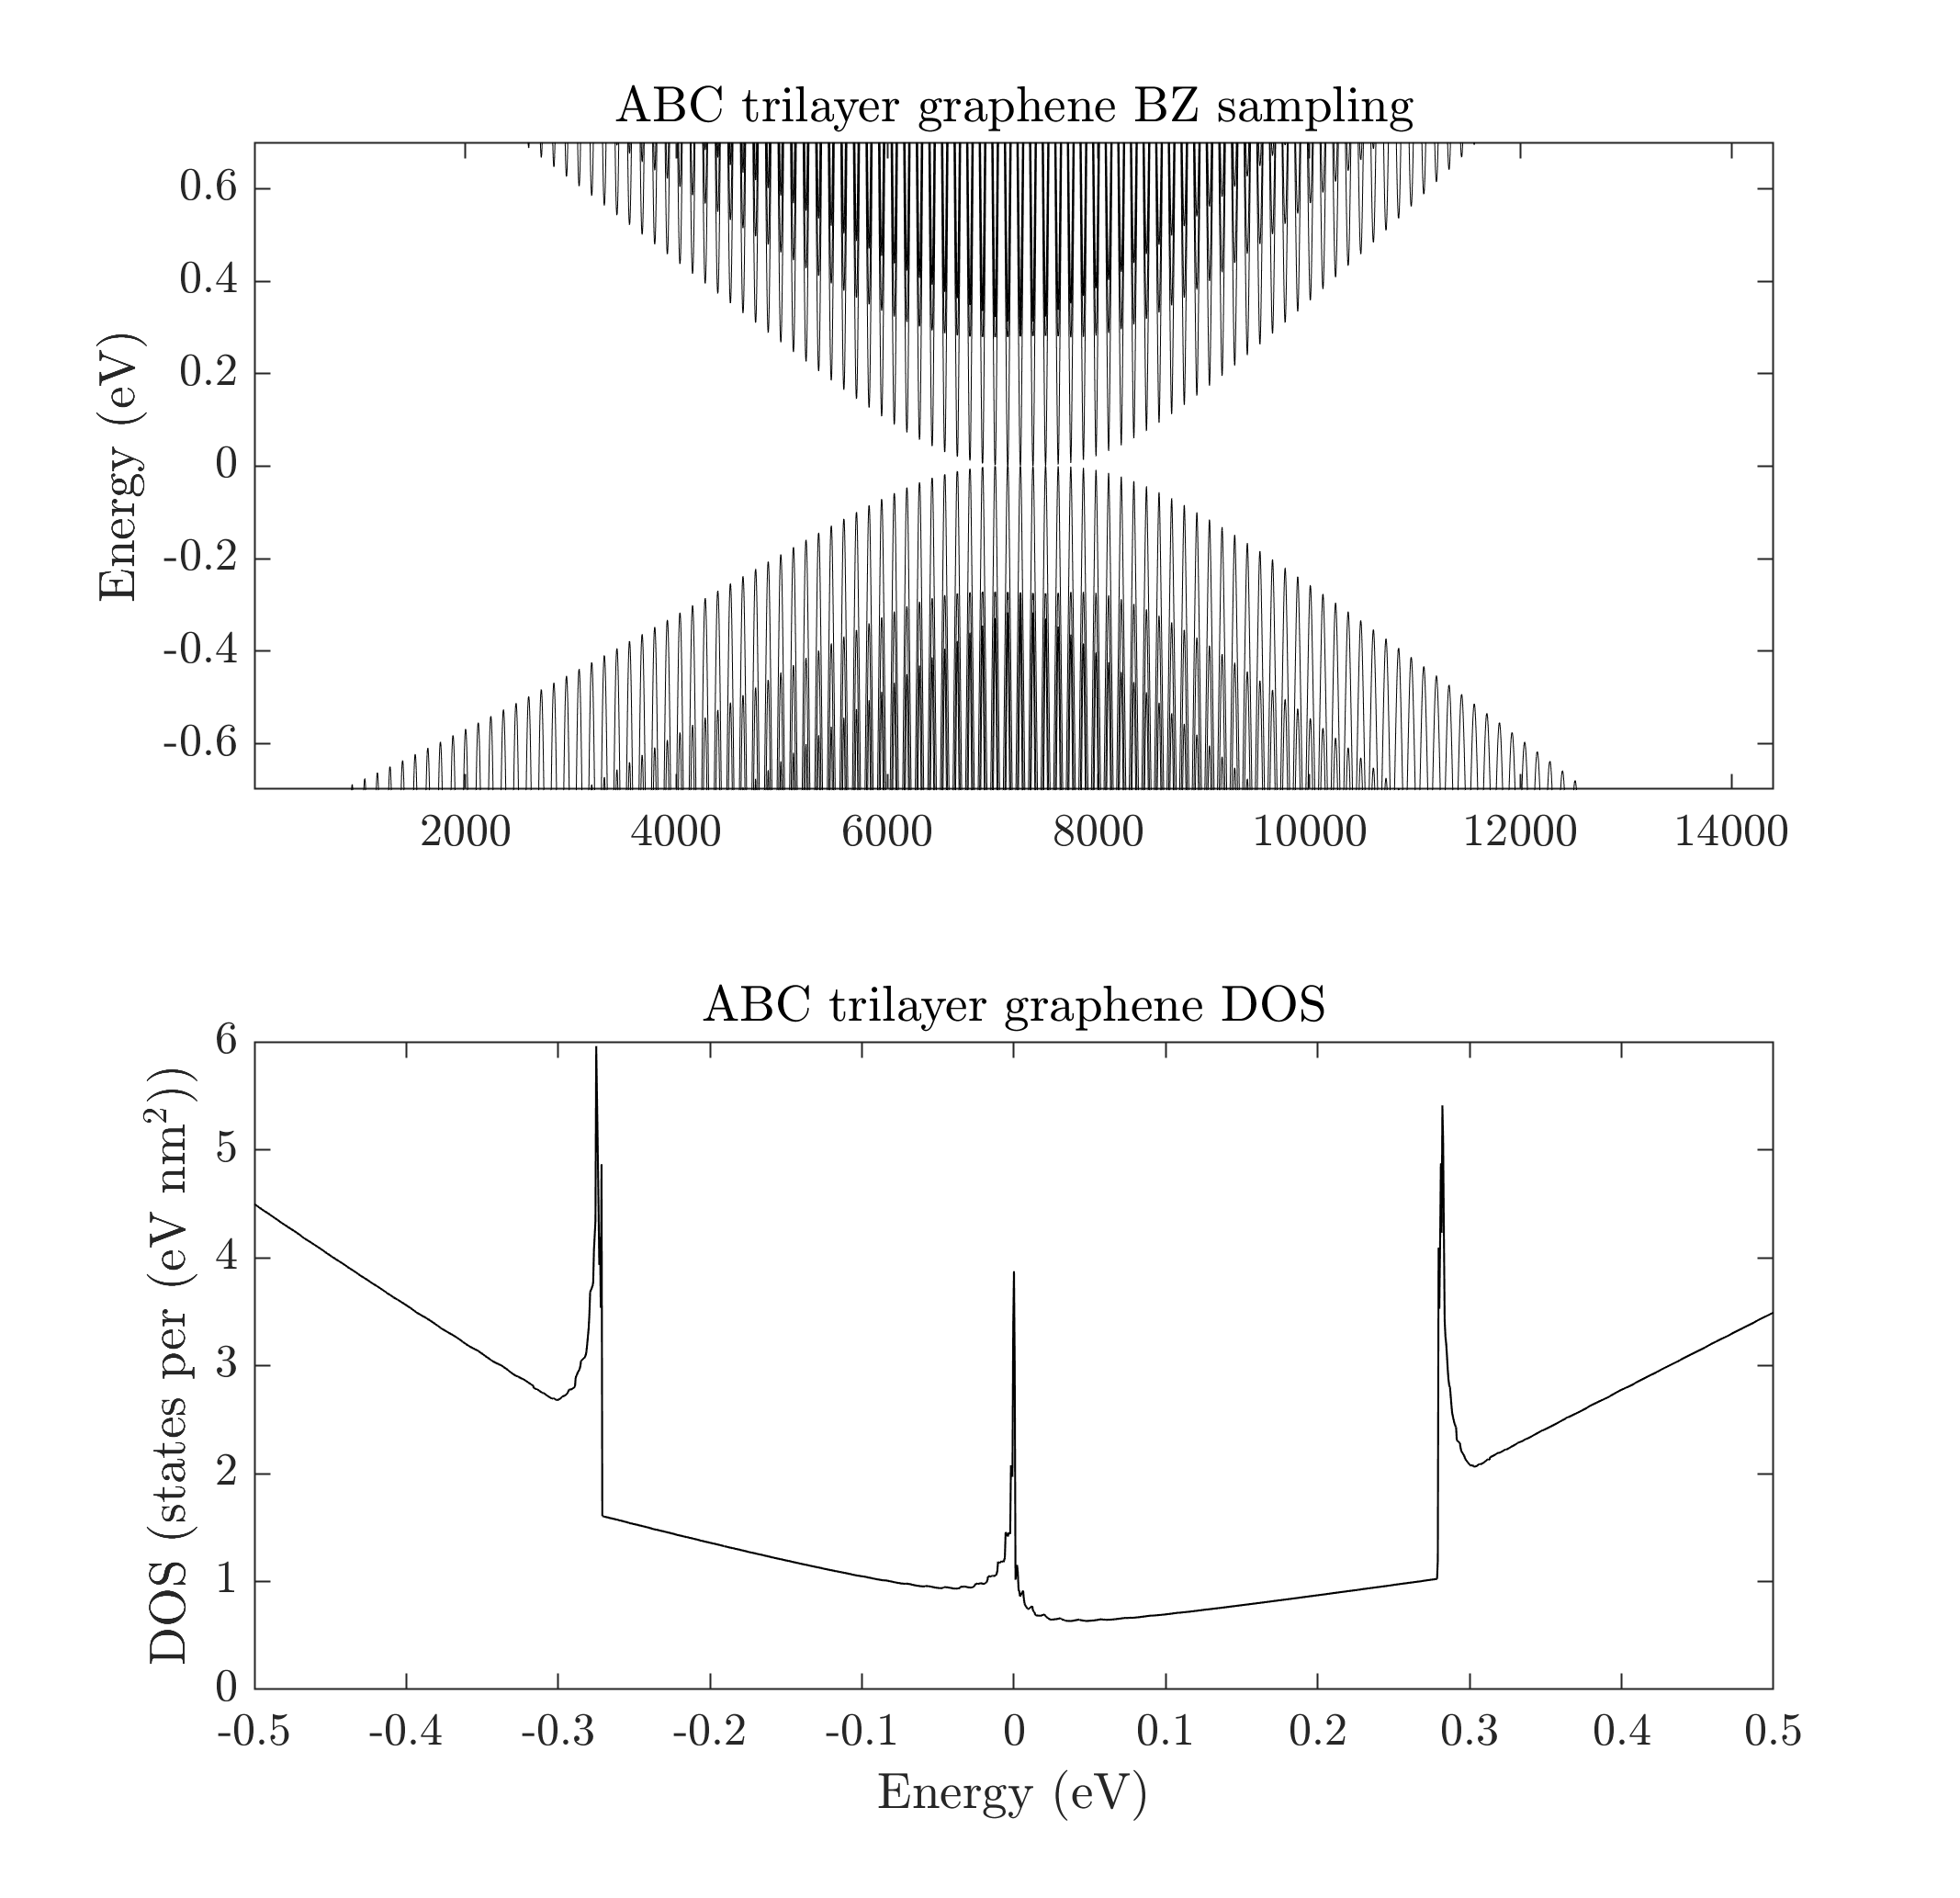 ABC trilayer graphene BZ sampling
Energy (eV)
0.6
0.4
0.2
0
-0.2
-0.4
-0.6
2000 4000 6000 8000 10000 12000 14000
ABC trilayer graphene DOS
DOS (states per (eV nm²))
6
5
4
3
2
1
0
-0.5 -0.4 -0.3 -0.2 -0.1 0 0.1 0.2 0.3 0.4 0.5
Energy (eV)